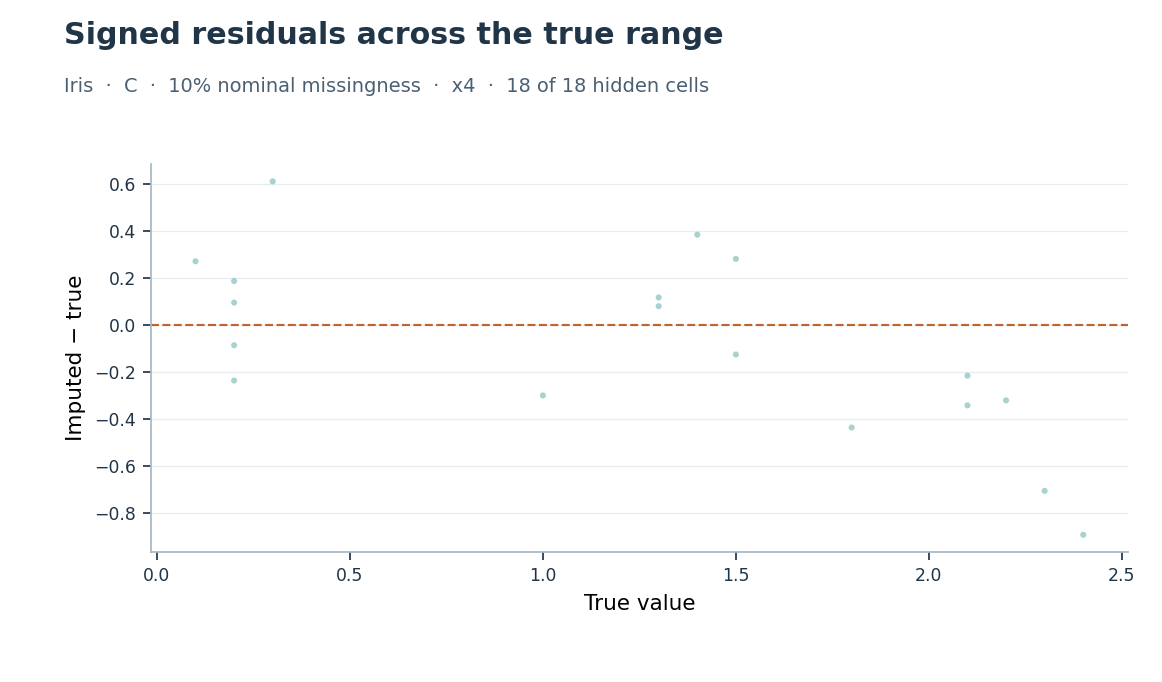 Signed residuals across the true range
Iris · C · 10% nominal missingness · x4 · 18 of 18 hidden cells
Imputed − true
0.6
0.4
0.2
0.0
−0.2
−0.4
−0.6
−0.8
0.0 0.5 1.0 1.5 2.0 2.5
True value